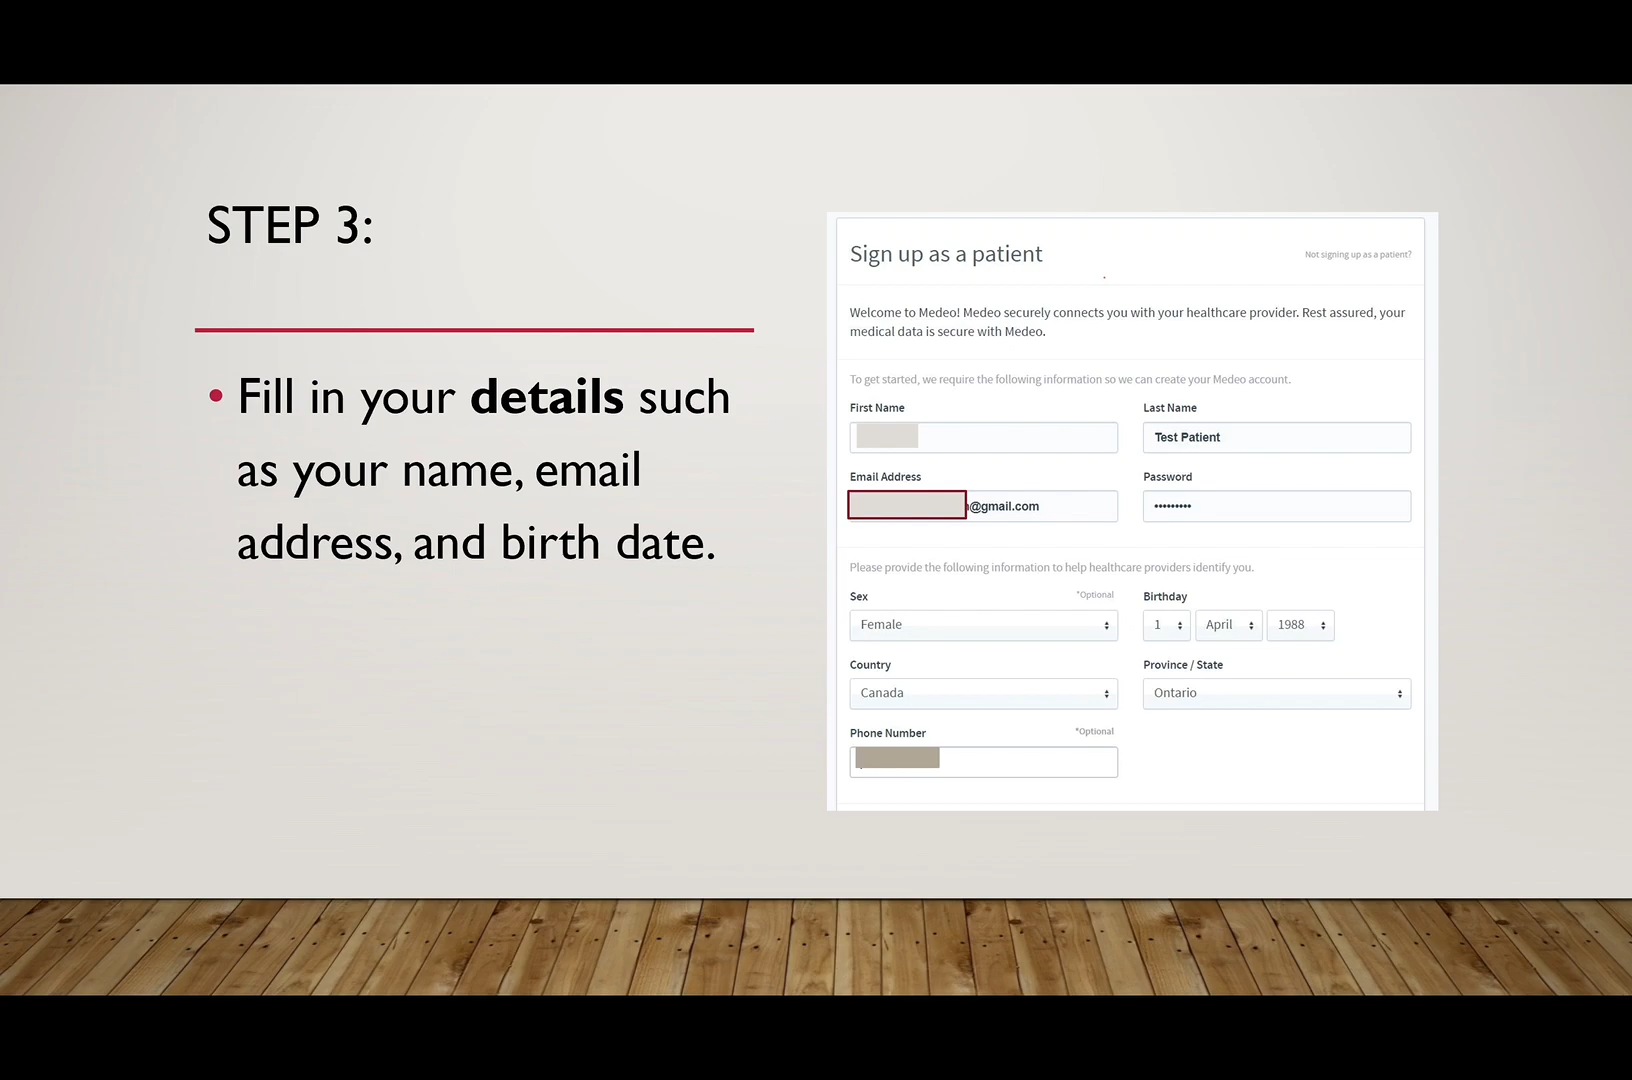 STEP 3:
• Fill in your details such
as your name, email
address, and birth date.
Sign up as a patient
Not signing up as a patient?
Welcome to Medeo! Medeo securely connects you with your healthcare provider. Rest assured, your
medical data is secure with Medeo.
To get started, we require the following information so we can create your Medeo account.
First Name
Last Name
Test Patient
Email Address
Password
@gmail.com
•••••••••
Please provide the following information to help healthcare providers identify you.
Sex
*Optional
Birthday
Female
1
April
1988
Country
Province / State
Canada
Ontario
Phone Number
*Optional